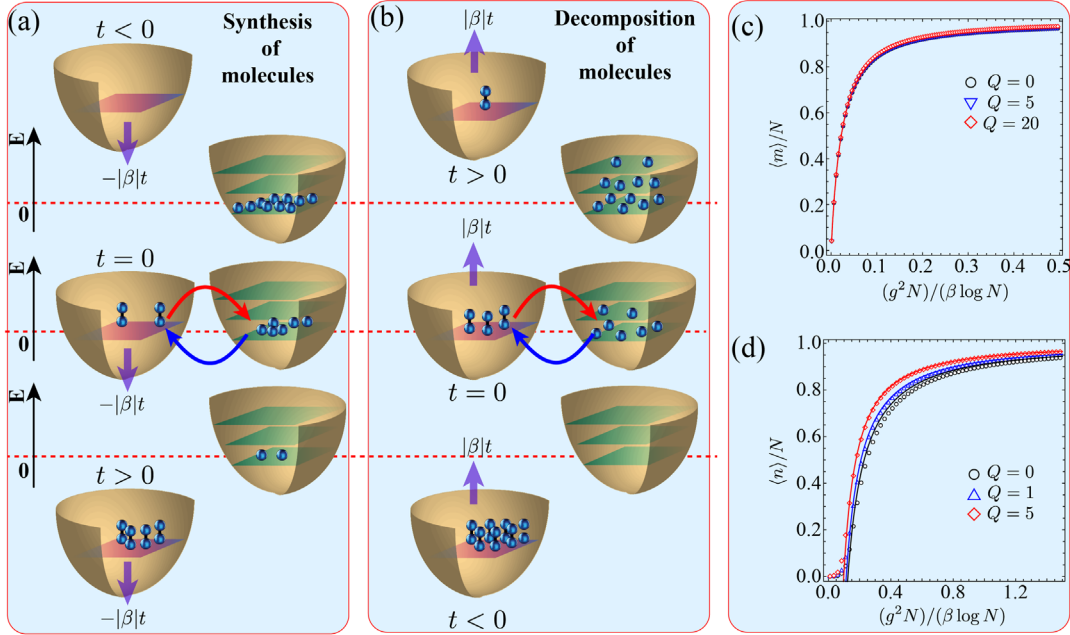 (a)
t < 0
Synthesis
of
molecules
−|β|t
E
0
t = 0
E
0
−|β|t
E
0
t > 0
−|β|t
(b)
|β|t
Decomposition
of
molecules
t > 0
|β|t
t = 0
|β|t
t < 0
(c)
1.0
0.8
0.6
0.4
0.2
0.0
⟨m⟩/N
Q = 0
Q = 5
Q = 20
0.0 0.1 0.2 0.3 0.4 0.5
(g²N)/(β log N)
(d)
1.0
0.8
0.6
0.4
0.2
0.0
⟨n⟩/N
Q = 0
Q = 1
Q = 5
0.0 0.4 0.8 1.2
(g²N)/(β log N)